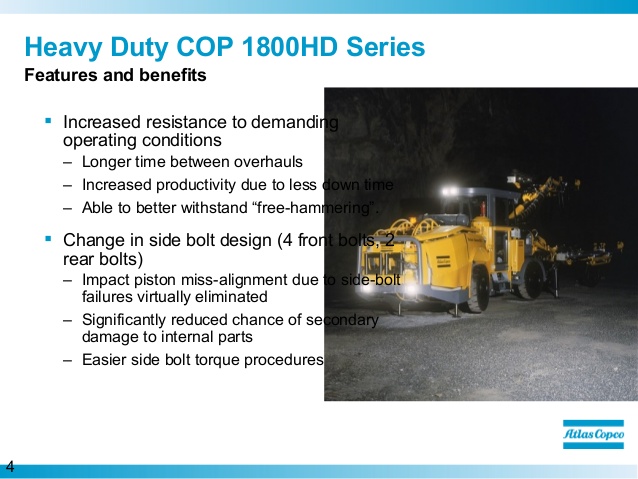 Heavy Duty COP 1800HD Series
Features and benefits
▪ Increased resistance to demanding
operating conditions
– Longer time between overhauls
– Increased productivity due to less down time
– Able to better withstand “free-hammering”.
▪ Change in side bolt design (4 front bolts, 2
rear bolts)
– Impact piston miss-alignment due to side-bolt
failures virtually eliminated
– Significantly reduced chance of secondary
damage to internal parts
– Easier side bolt torque procedures
Atlas Copco
4